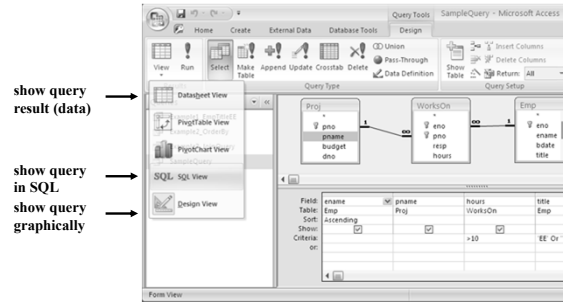 Query Tools
SampleQuery - Microsoft Access
Home
Create
External Data
Database Tools
Design
View
Run
Select
Make Table
Append
Update
Crosstab
Delete
Union
Pass-Through
Data Definition
Show Table
Insert Columns
Delete Columns
Return: All
Query Type
Query Setup
show query
result (data)
Datasheet View
PivotTable View
PivotChart View
show query
in SQL
SQL SQL View
show query
graphically
Design View
Example2_OrderBy
SampleQuery
Proj
*
pno
pname
budget
dno
1
∞
WorksOn
*
eno
pno
resp
hours
∞
1
Emp
*
eno
ename
bdate
title
Field: ename pname hours title
Table: Emp Proj WorksOn Emp
Sort: Ascending
Show:
Criteria: >10 'EE' Or '
or:
Form View